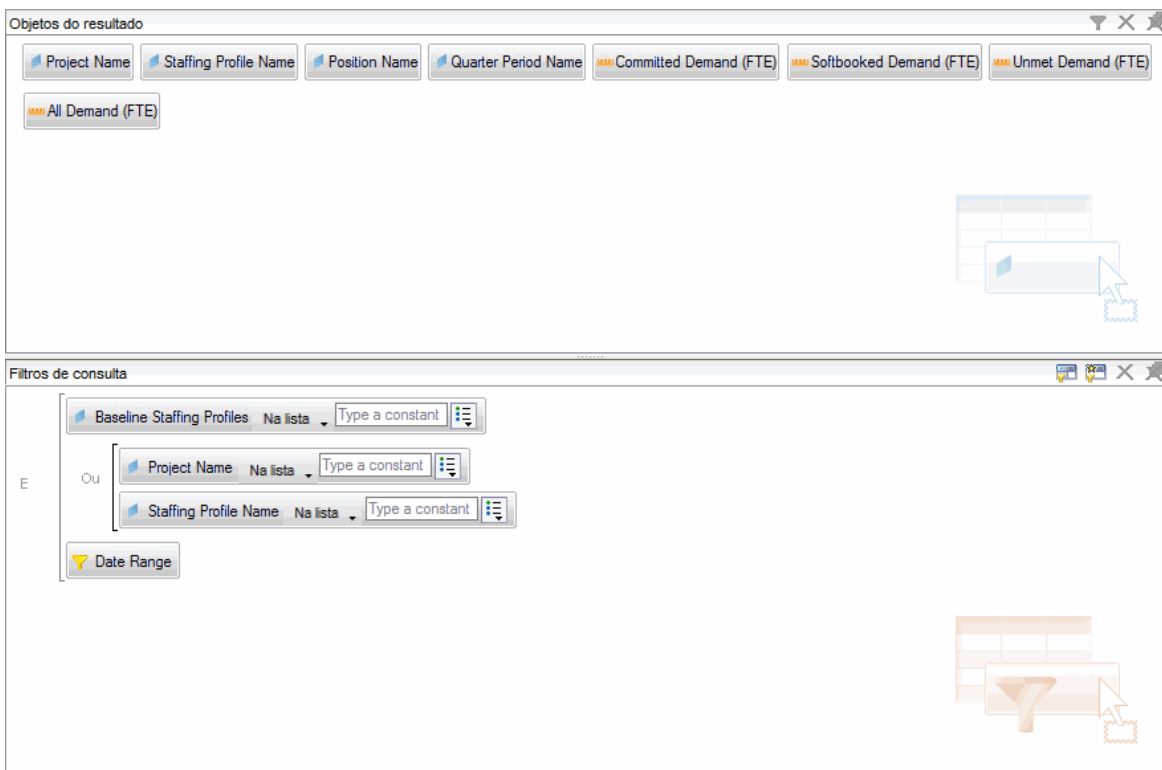 Objetos do resultado
Project Name Staffing Profile Name Position Name Quarter Period Name Committed Demand (FTE) Softbooked Demand (FTE) Unmet Demand (FTE)
All Demand (FTE)
Filtros de consulta
Baseline Staffing Profiles Na lista Type a constant
E
Ou
Project Name Na lista Type a constant
Staffing Profile Name Na lista Type a constant
Date Range